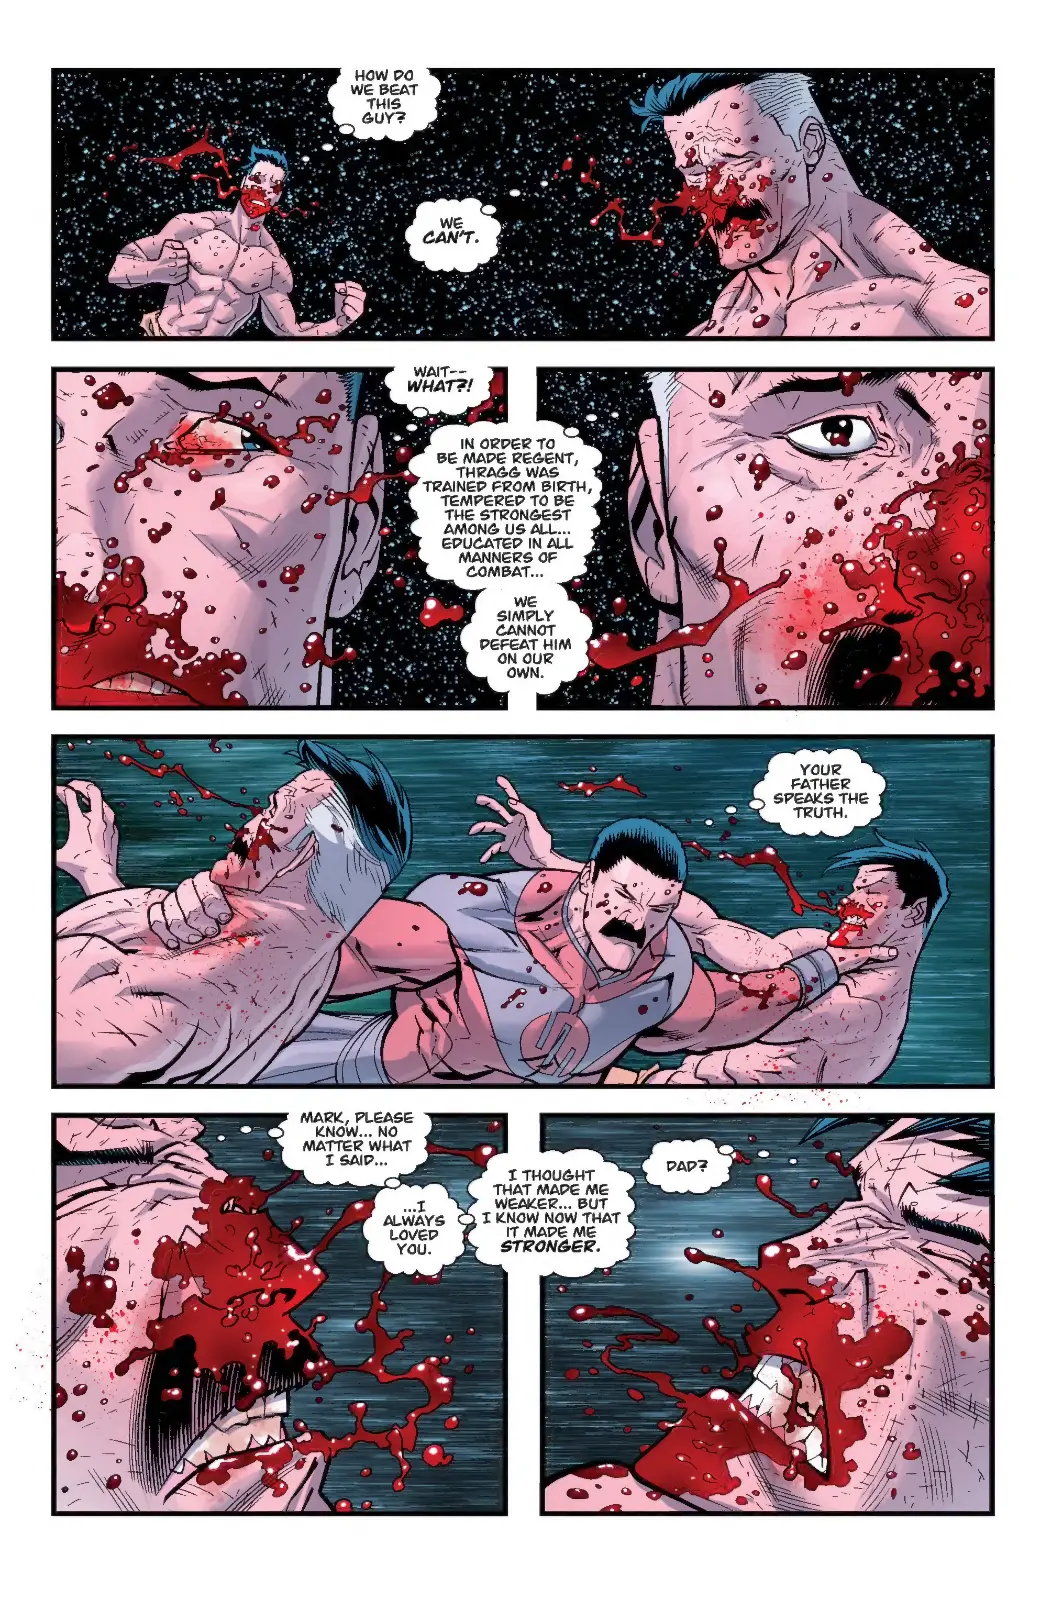 HOW DO
WE BEAT
THIS
GUY?
WE
CAN'T.
WAIT--
WHAT?!
IN ORDER TO
BE MADE REGENT,
THRAGG WAS
TRAINED FROM BIRTH,
TEMPERED TO BE
THE STRONGEST
AMONG US ALL...
EDUCATED IN ALL
MANNERS OF
COMBAT...
WE
SIMPLY
CANNOT
DEFEAT HIM
ON OUR
OWN.
YOUR
FATHER
SPEAKS THE
TRUTH.
MARK, PLEASE
KNOW... NO
MATTER WHAT
I SAID...
...I
ALWAYS
LOVED
YOU.
I THOUGHT
THAT MADE ME
WEAKER... BUT
I KNOW NOW THAT
IT MADE ME
STRONGER.
DAD?